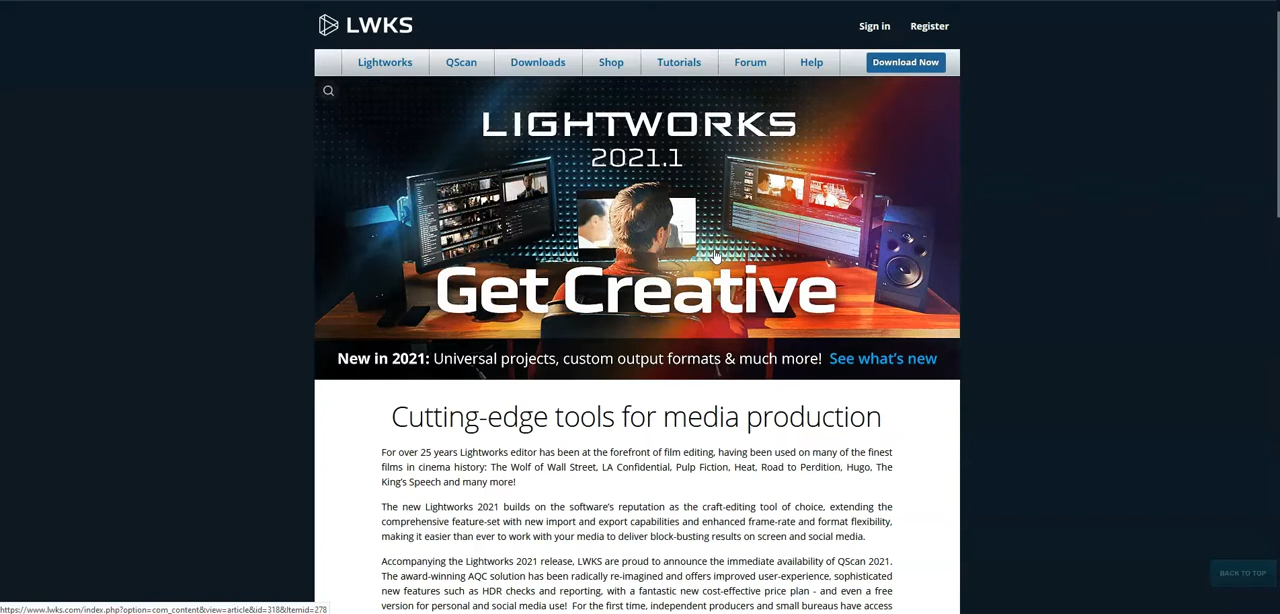 LWKS
Sign in Register
Lightworks QScan Downloads Shop Tutorials Forum Help Download Now
LIGHTWORKS
2021.1
Get Creative
New in 2021: Universal projects, custom output formats & much more! See what's new
Cutting-edge tools for media production
For over 25 years Lightworks editor has been at the forefront of film editing, having been used on many of the finest
films in cinema history: The Wolf of Wall Street, LA Confidential, Pulp Fiction, Heat, Road to Perdition, Hugo, The
King's Speech and many more!
The new Lightworks 2021 builds on the software's reputation as the craft-editing tool of choice, extending the
comprehensive feature-set with new import and export capabilities and enhanced frame-rate and format flexibility,
making it easier than ever to work with your media to deliver block-busting results on screen and social media.
Accompanying the Lightworks 2021 release, LWKS are proud to announce the immediate availability of QScan 2021.
The award-winning AQC solution has been radically re-imagined and offers improved user-experience, sophisticated
new features such as HDR checks and reporting, with a fantastic new cost-effective price plan - and even a free
version for personal and social media use! For the first time, independent producers and small bureaus have access
BACK TO TOP
https://www.lwks.com/index.php?option=com_content&view=article&id=318&Itemid=278